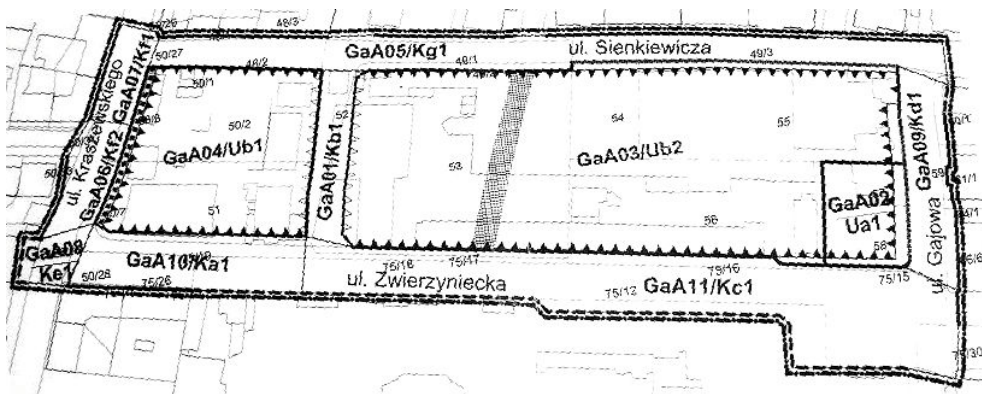 48/3
50/27
GaA05/Kg1
ul. Sienkiewicza
48/2
49/1
49/3
50/1
ul. Kraszewskiego
GaA07/Kf1
GaA06/Kf2
50/2
GaA04/Ub1
52
GaA01/Kb1
53
54
55
GaA03/Ub2
GaA09/Kd1
59
GaA02
Ua1
51
56
58
GaA08
Ke1
50/28
GaA10/Ka1
75/26
ul. Zwierzyniecka
75/18
75/17
75/12
75/16
GaA11/Kc1
75/15
ul. Gajowa
75/30